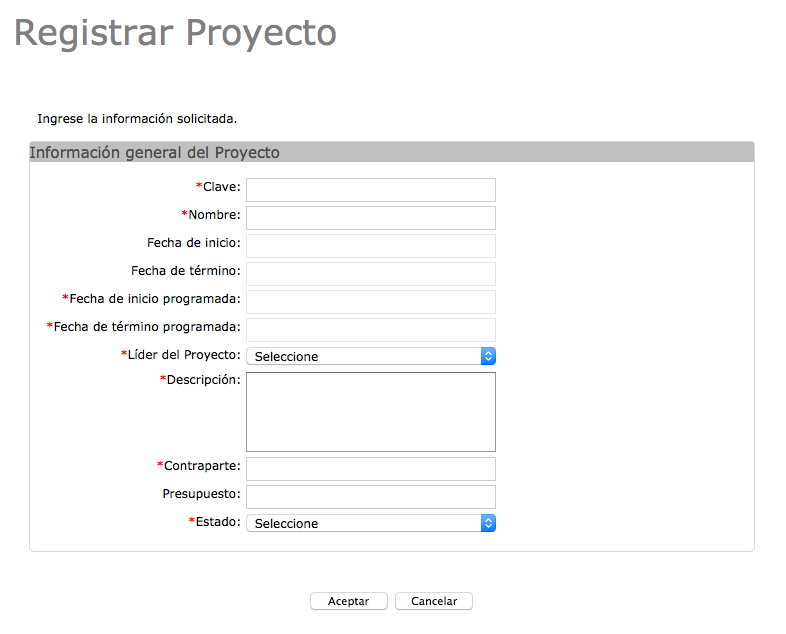 Registrar Proyecto
Ingrese la información solicitada.
Información general del Proyecto
*Clave:
*Nombre:
Fecha de inicio:
Fecha de término:
*Fecha de inicio programada:
*Fecha de término programada:
*Líder del Proyecto: Seleccione
*Descripción:
*Contraparte:
Presupuesto:
*Estado: Seleccione
Aceptar Cancelar